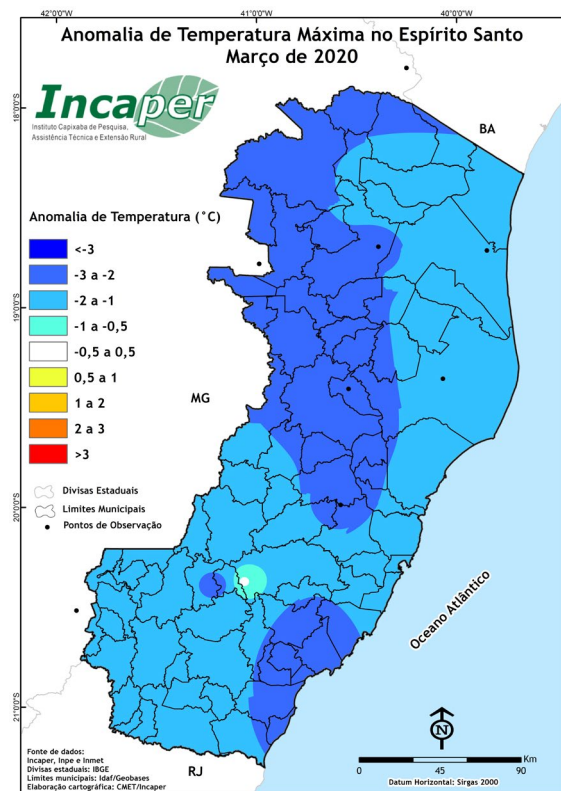 Anomalia de Temperatura Máxima no Espírito Santo
Março de 2020
42°0'0"O
41°0'0"O
40°0'0"O
18°0'0"S
19°0'0"S
20°0'0"S
21°0'0"S
Incaper
Instituto Capixaba de Pesquisa,
Assistência Técnica e Extensão Rural
BA
Anomalia de Temperatura (°C)
<-3
-3 a -2
-2 a -1
-1 a -0,5
-0,5 a 0,5
0,5 a 1
1 a 2
2 a 3
>3
MG
Divisas Estaduais
Limites Municipais
Pontos de Observação
Oceano Atlântico
N
Km
0 45 90
Datum Horizontal: Sirgas 2000
RJ
Fonte de dados:
Incaper, Inpe e Inmet
Divisas estaduais: IBGE
Limites municipais: Idaf/Geobases
Elaboração cartográfica: CMET/Incaper